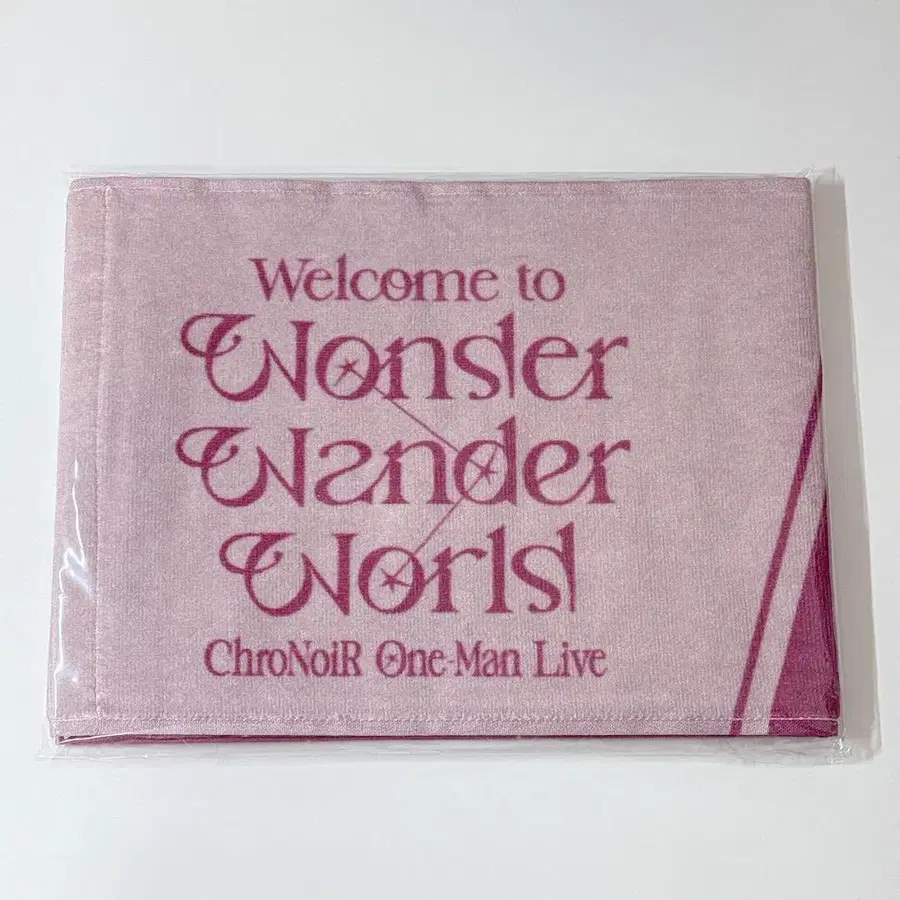 Welcome to
Wonder
Wander
World
ChroNoiR One-Man Live